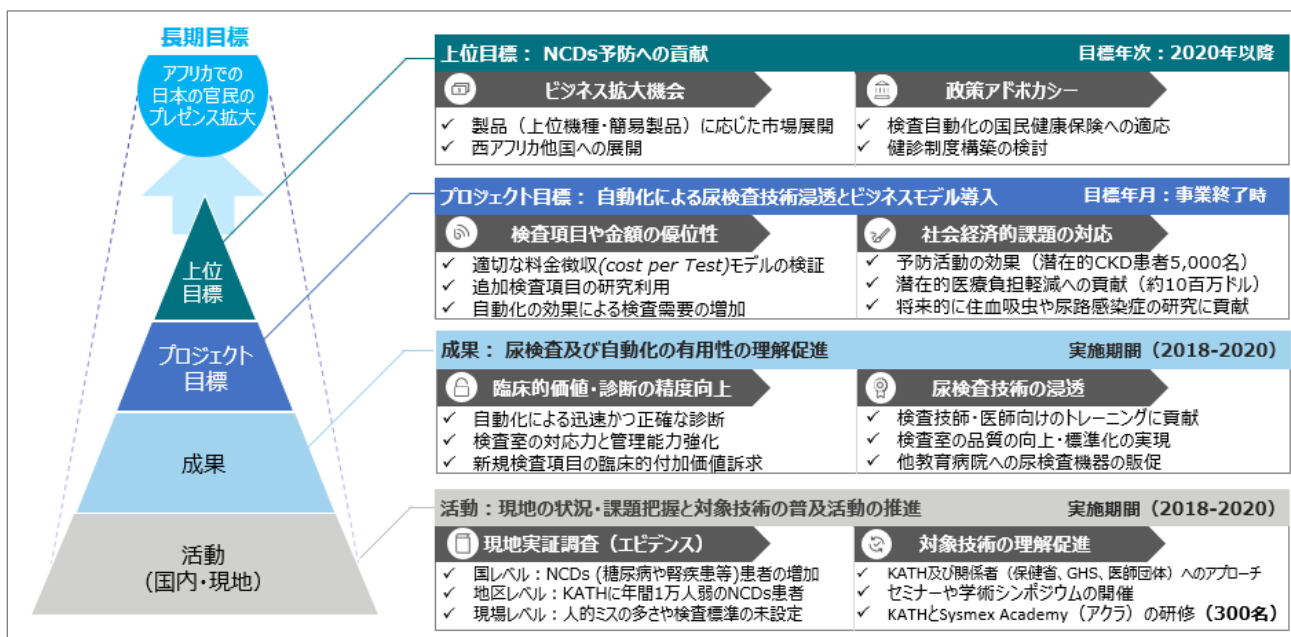 長期目標
アフリカでの
日本の官民の
プレゼンス拡大
上位
目標
プロジェクト
目標
成果
活動
(国内・現地)
上位目標： NCDs予防への貢献 目標年次：2020年以降
ビジネス拡大機会
✓ 製品（上位機種・簡易製品）に応じた市場展開
✓ 西アフリカ他国への展開
政策アドボカシー
✓ 検査自動化の国民健康保険への適応
✓ 健診制度構築の検討
プロジェクト目標： 自動化による尿検査技術浸透とビジネスモデル導入 目標年月：事業終了時
検査項目や金額の優位性
✓ 適切な料金徴収(cost per Test)モデルの検証
✓ 追加検査項目の研究利用
✓ 自動化の効果による検査需要の増加
社会経済的課題の対応
✓ 予防活動の効果（潜在的CKD患者5,000名）
✓ 潜在的医療負担軽減への貢献（約10百万ドル）
✓ 将来的に住血吸虫や尿路感染症の研究に貢献
成果： 尿検査及び自動化の有用性の理解促進 実施期間（2018-2020）
臨床的価値・診断の精度向上
✓ 自動化による迅速かつ正確な診断
✓ 検査室の対応力と管理能力強化
✓ 新規検査項目の臨床的付加価値訴求
尿検査技術の浸透
✓ 検査技師・医師向けのトレーニングに貢献
✓ 検査室の品質の向上・標準化の実現
✓ 他教育病院への尿検査機器の販促
活動：現地の状況・課題把握と対象技術の普及活動の推進 実施期間（2018-2020）
現地実証調査（エビデンス）
✓ 国レベル：NCDs (糖尿病や腎疾患等)患者の増加
✓ 地区レベル：KATHに年間1万人弱のNCDs患者
✓ 現場レベル：人的ミスの多さや検査標準の未設定
対象技術の理解促進
✓ KATH及び関係者（保健省、GHS、医師団体）へのアプローチ
✓ セミナーや学術シンポジウムの開催
✓ KATHとSysmex Academy（アクラ）の研修（300名）